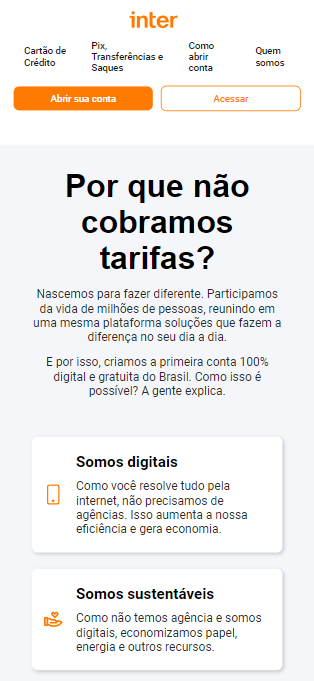 inter
Cartão de
Crédito
Pix,
Transferências e
Saques
Como
abrir
conta
Quem
somos
Abrir sua conta
Acessar
Por que não
cobramos
tarifas?
Nascemos para fazer diferente. Participamos
da vida de milhões de pessoas, reunindo em
uma mesma plataforma soluções que fazem a
diferença no seu dia a dia.
E por isso, criamos a primeira conta 100%
digital e gratuita do Brasil. Como isso é
possível? A gente explica.
Somos digitais
Como você resolve tudo pela
internet, não precisamos de
agências. Isso aumenta a nossa
eficiência e gera economia.
Somos sustentáveis
Como não temos agência e somos
digitais, economizamos papel,
energia e outros recursos.